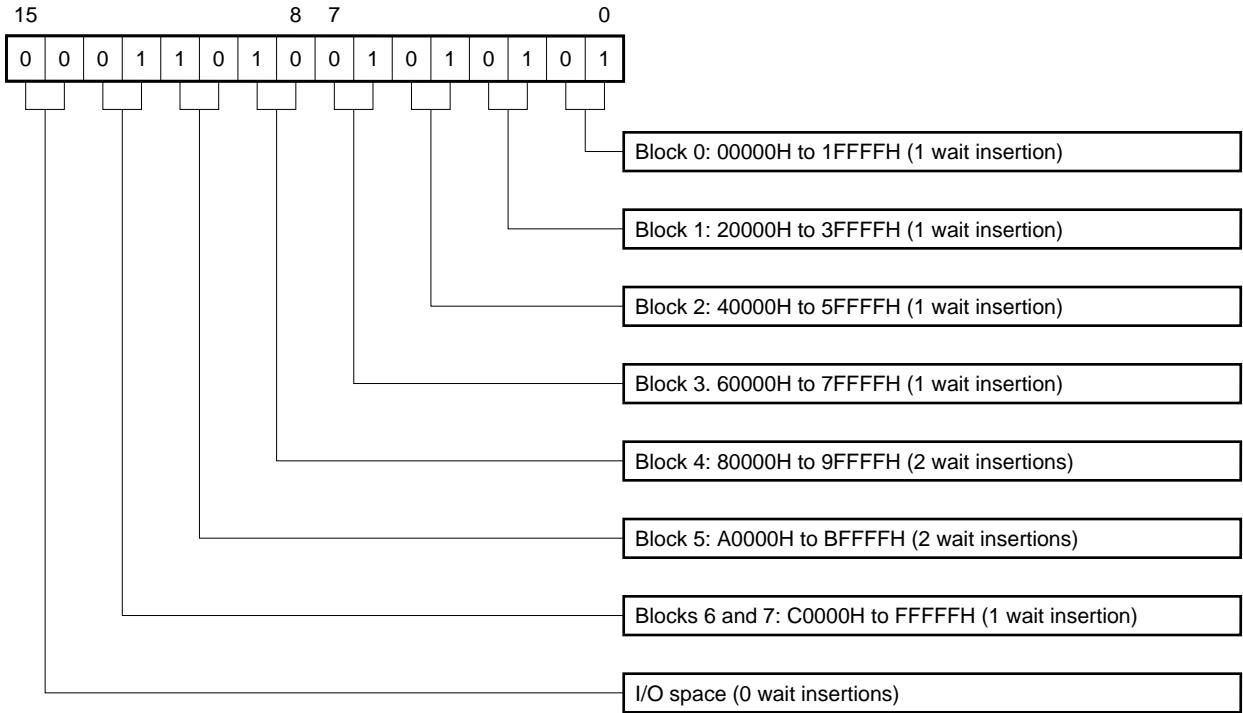 15 8 7 0
0 0 0 1 1 0 1 0 0 1 0 1 0 1 0 1
Block 0: 00000H to 1FFFFH (1 wait insertion)
Block 1: 20000H to 3FFFFH (1 wait insertion)
Block 2: 40000H to 5FFFFH (1 wait insertion)
Block 3. 60000H to 7FFFFH (1 wait insertion)
Block 4: 80000H to 9FFFFH (2 wait insertions)
Block 5: A0000H to BFFFFH (2 wait insertions)
Blocks 6 and 7: C0000H to FFFFFH (1 wait insertion)
I/O space (0 wait insertions)